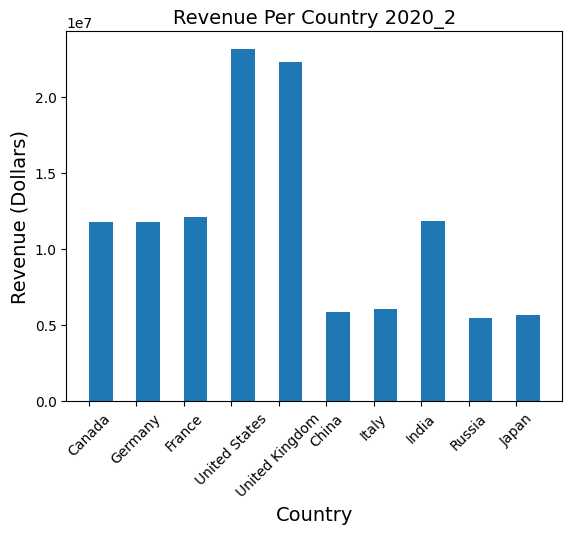 Revenue Per Country 2020_2
1e7
2.0
1.5
1.0
0.5
0.0
Revenue (Dollars)
Canada
Germany
France
United States
United Kingdom
China
Italy
India
Russia
Japan
Country